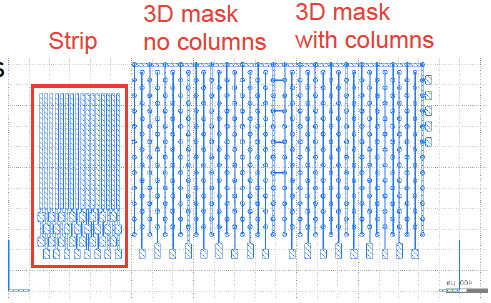 Strip
3D mask
no columns
3D mask
with columns
s